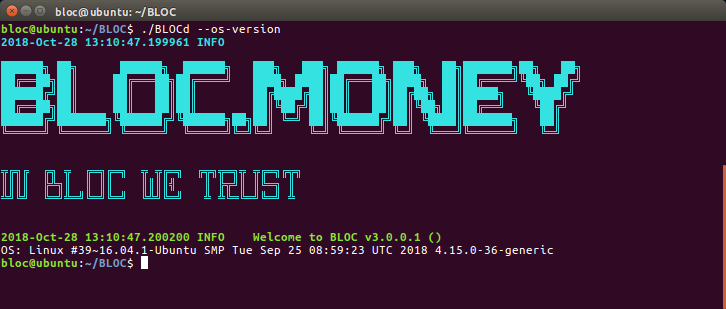 bloc@ubuntu: ~/BLOC
bloc@ubuntu:~/BLOC$ ./BLOCd --os-version
2018-Oct-28 13:10:47.199961 INFO
BLOC.MONEY
IN BLOC WE TRUST
2018-Oct-28 13:10:47.200200 INFO    Welcome to BLOC v3.0.0.1 ()
OS: Linux #39~16.04.1-Ubuntu SMP Tue Sep 25 08:59:23 UTC 2018 4.15.0-36-generic
bloc@ubuntu:~/BLOC$